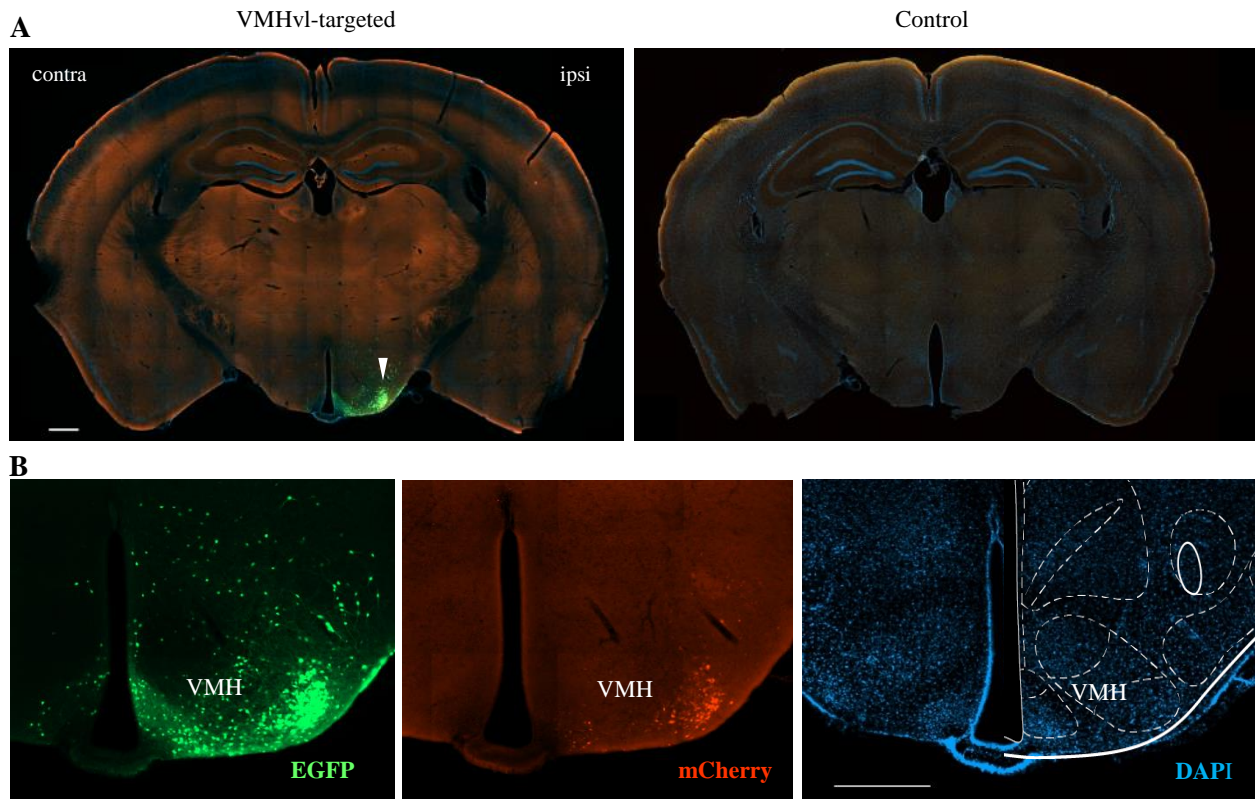 A
VMHvl-targeted
Control
contra
ipsi
B
VMH
EGFP
VMH
mCherry
VMH
DAPI